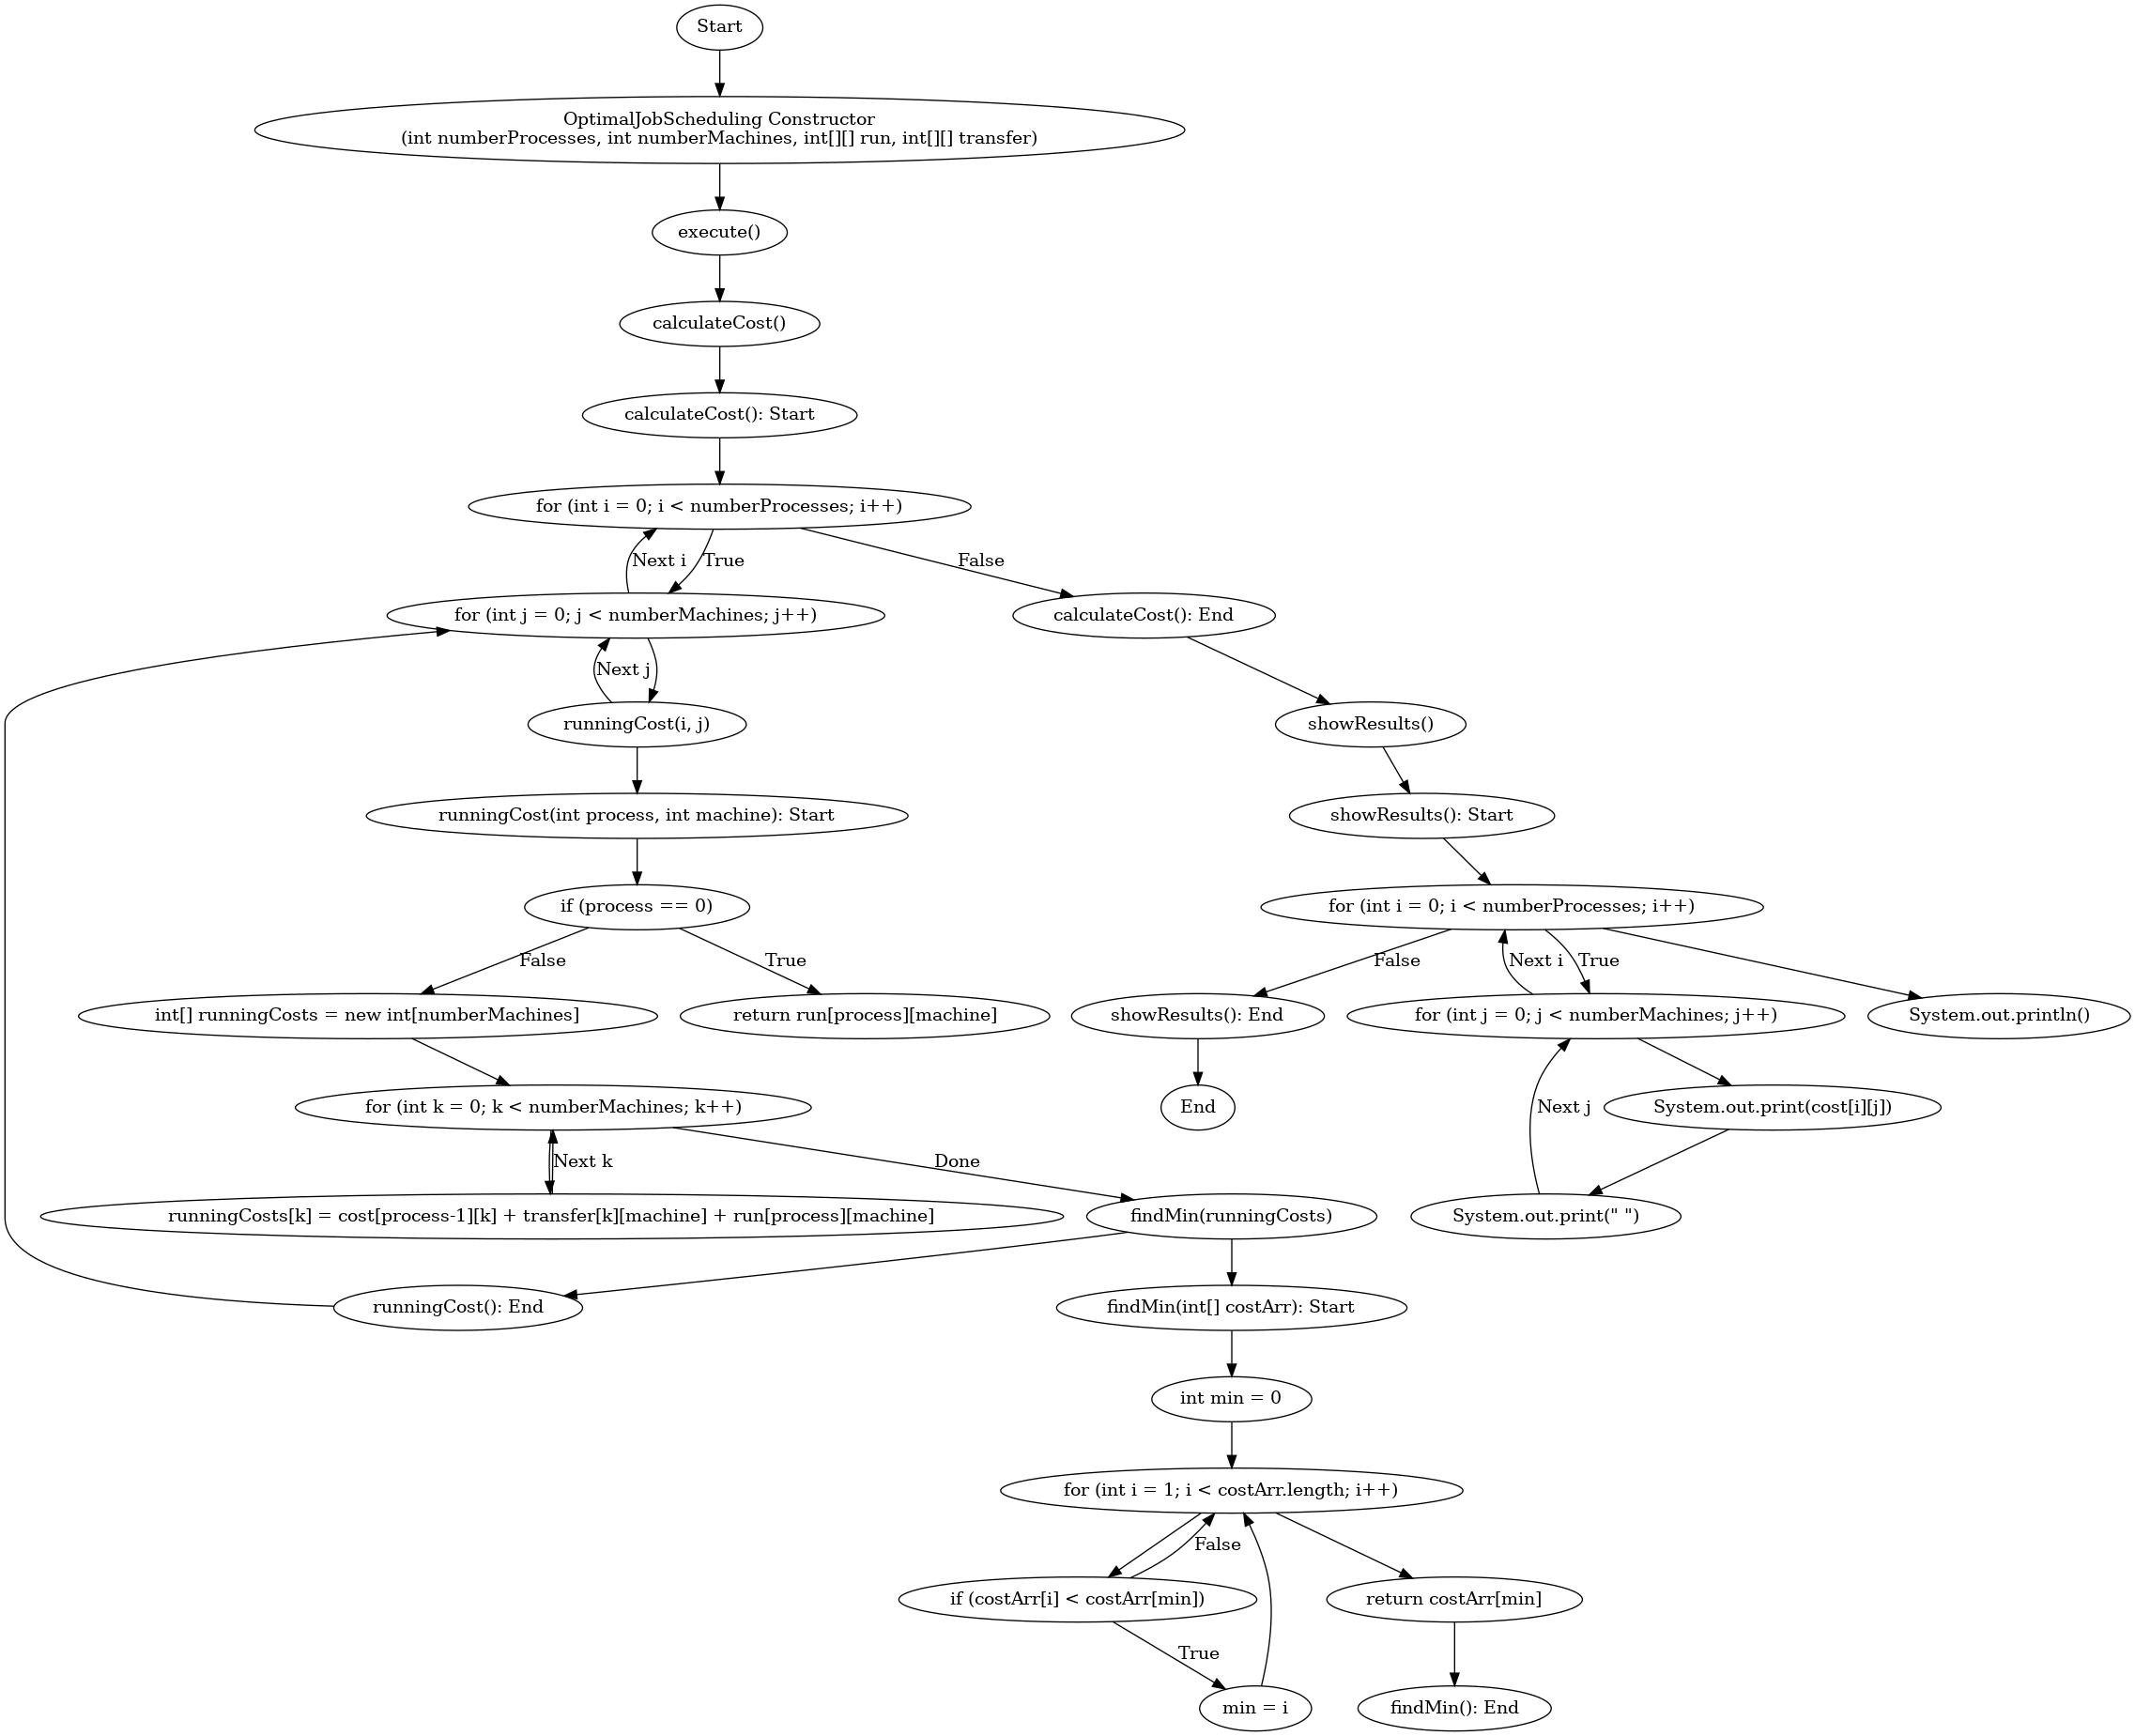 Start
OptimalJobScheduling Constructor
(int numberProcesses, int numberMachines, int[][] run, int[][] transfer)
execute()
calculateCost()
calculateCost(): Start
for (int i = 0; i < numberProcesses; i++)
Next i
True
False
for (int j = 0; j < numberMachines; j++)
calculateCost(): End
Next j
runningCost(i, j)
showResults()
runningCost(int process, int machine): Start
showResults(): Start
if (process == 0)
for (int i = 0; i < numberProcesses; i++)
False
True
False
Next i
True
int[] runningCosts = new int[numberMachines]
return run[process][machine]
showResults(): End
for (int j = 0; j < numberMachines; j++)
System.out.println()
for (int k = 0; k < numberMachines; k++)
End
Next j
System.out.print(cost[i][j])
Next k
Done
runningCosts[k] = cost[process-1][k] + transfer[k][machine] + run[process][machine]
findMin(runningCosts)
System.out.print(" ")
runningCost(): End
findMin(int[] costArr): Start
int min = 0
for (int i = 1; i < costArr.length; i++)
False
if (costArr[i] < costArr[min])
return costArr[min]
True
min = i
findMin(): End